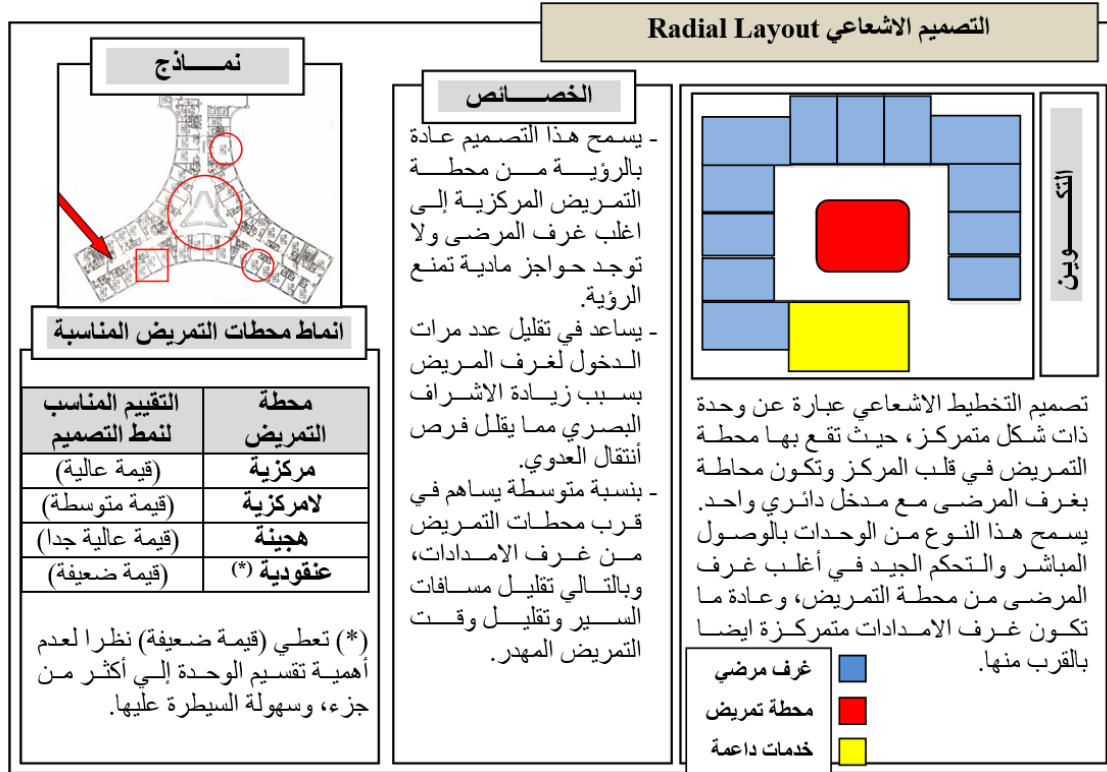 التصميم الاشعاعي Radial Layout
التكـــــوين
تصميم التخطيط الاشعاعي عبارة عن وحدة
ذات شكل متمركز، حيث تقع بها محطة
التمريض في قلب المركز وتكون محاطة
بغرف المرضى مع مدخل دائري واحد.
يسمح هذا النوع من الوحدات بالوصول
المباشر والتحكم الجيد في أغلب غرف
المرضى من محطة التمريض، وعادة ما
تكون غرف الامدادات متمركزة ايضا
بالقرب منها.
غرف مرضي
محطة تمريض
خدمات داعمة
الخصـــــائص
- يسمح هذا التصميم عادة
بالرؤية من محطة
التمريض المركزية إلى
اغلب غرف المرضى ولا
توجد حواجز مادية تمنع
الرؤية.
- يساعد في تقليل عدد مرات
الدخول لغرف المريض
بسبب زيادة الاشراف
البصري مما يقلل فرص
أنتقال العدوي.
- بنسبة متوسطة يساهم في
قرب محطات التمريض
من غرف الامدادات،
وبالتالي تقليل مسافات
السير وتقليل وقت
التمريض المهدر.
نمـــــاذج
انماط محطات التمريض المناسبة
محطة التمريض | التقييم المناسب لنمط التصميم
مركزية | (قيمة عالية)
لامركزية | (قيمة متوسطة)
هجينة | (قيمة عالية جدا)
عنقودية (*) | (قيمة ضعيفة)
(*) تعطي (قيمة ضعيفة) نظرا لعدم
أهمية تقسيم الوحدة إلي أكثر من
جزء، وسهولة السيطرة عليها.